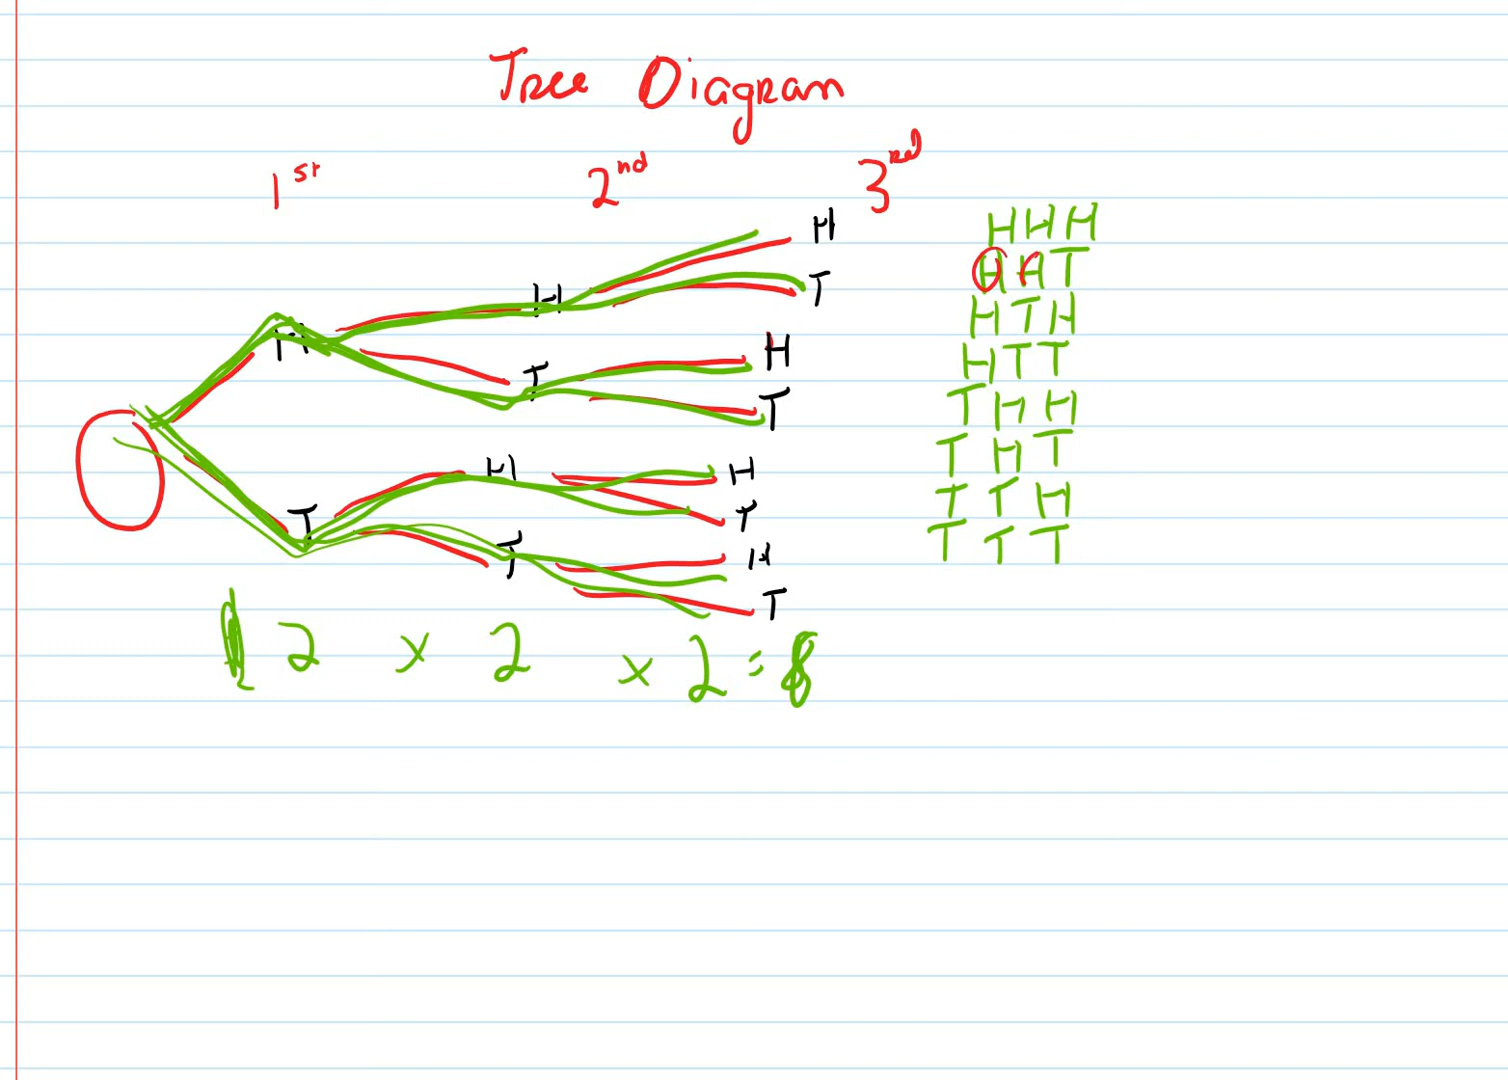 Tree Diagram
1st 2nd 3rd
H H H
T
H T H
T
T H H
T
T H
T
HHH
HHT
HTH
HTT
THH
THT
TTH
TTT
2 x 2 x 2 = 8